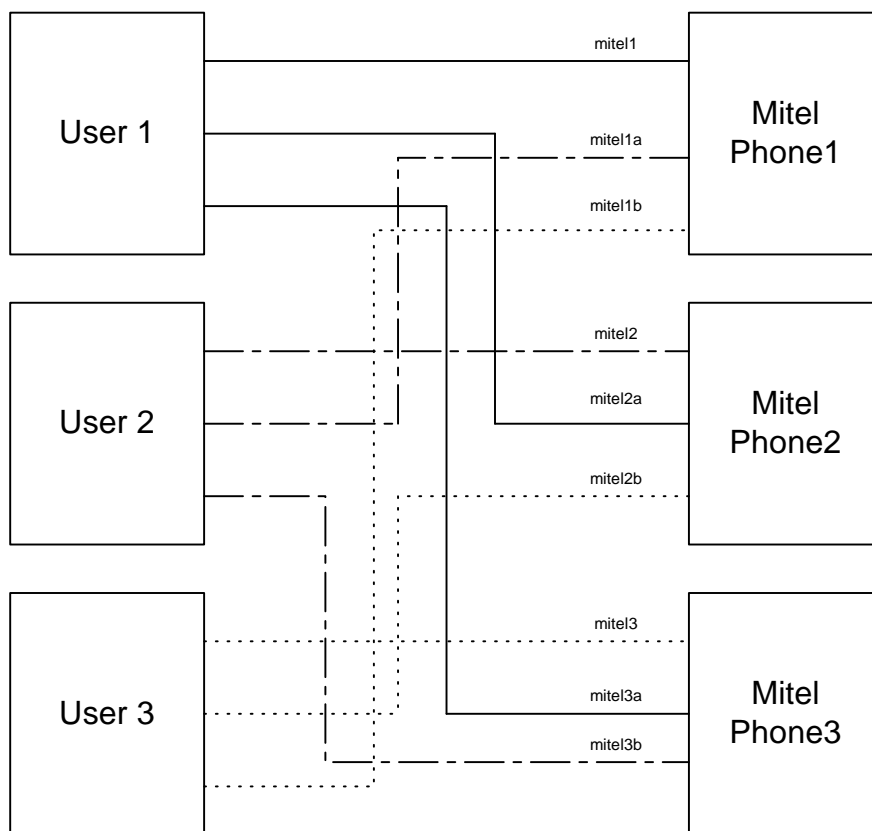 User 1
mitel1
mitel1a
mitel1b
Mitel
Phone1
User 2
mitel2
mitel2a
mitel2b
Mitel
Phone2
User 3
mitel3
mitel3a
mitel3b
Mitel
Phone3